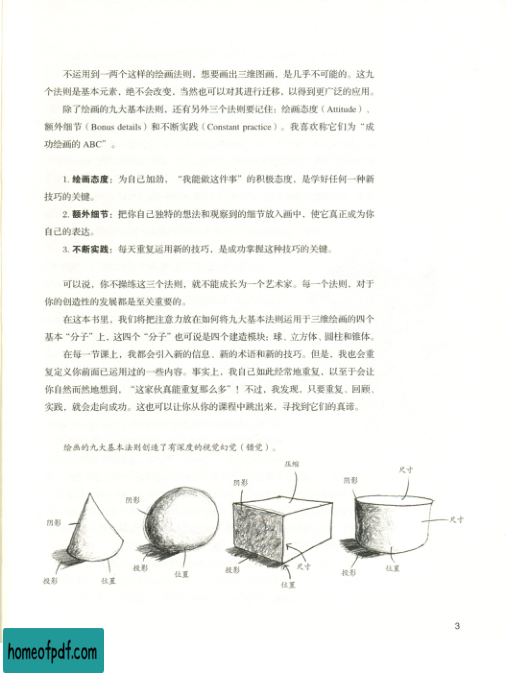 不运用到一两个这样的绘画法则，想要画出三维图画，是几乎不可能的。这九
个法则是基本元素，绝不会改变，当然也可以对其进行迁移，以得到更广泛的应用。
除了绘画的九大基本法则，还有另外三个法则要记住：绘画态度（Attitude）、
额外细节（Bonus details）和不断实践（Constant practice）。我喜欢称它们为“成
功绘画的 ABC”。
1. 绘画态度：为自己加劲，“我能做这件事”的积极态度，是学好任何一种新
技巧的关键。
2. 额外细节：把你自己独特的想法和观察到的细节放入画中，使它真正成为你
自己的表达。
3. 不断实践：每天重复运用新的技巧，是成功掌握这种技巧的关键。
可以说，你不操练这三个法则，就不能成长为一个艺术家。每一个法则，对于
你的创造性的发展都是至关重要的。
在这本书里，我们将把注意力放在如何将九大基本法则运用于三维绘画的四个
基本“分子”上，这四个“分子”也可说是四个建造模块：球、立方体、圆柱和锥体。
在每一节课上，我都会引入新的信息、新的术语和新的技巧。但是，我也会重
复定义你前面已运用过的一些内容。事实上，我自己如此经常地重复，以至于会让
你自然而然地想到，“这家伙真能重复那么多”！不过，我发现，只要重复、回顾、
实践，就会走向成功。这也可以让你从你的课程中跳出来，寻找到它们的真谛。
绘画的九大基本法则创造了有深度的视觉幻觉（错觉）。
阴影
投影
位置
阴影
投影
位置
压缩
阴影
投影
尺寸
位置
阴影
尺寸
尺寸
投影
位置
3
homeofpdf.com